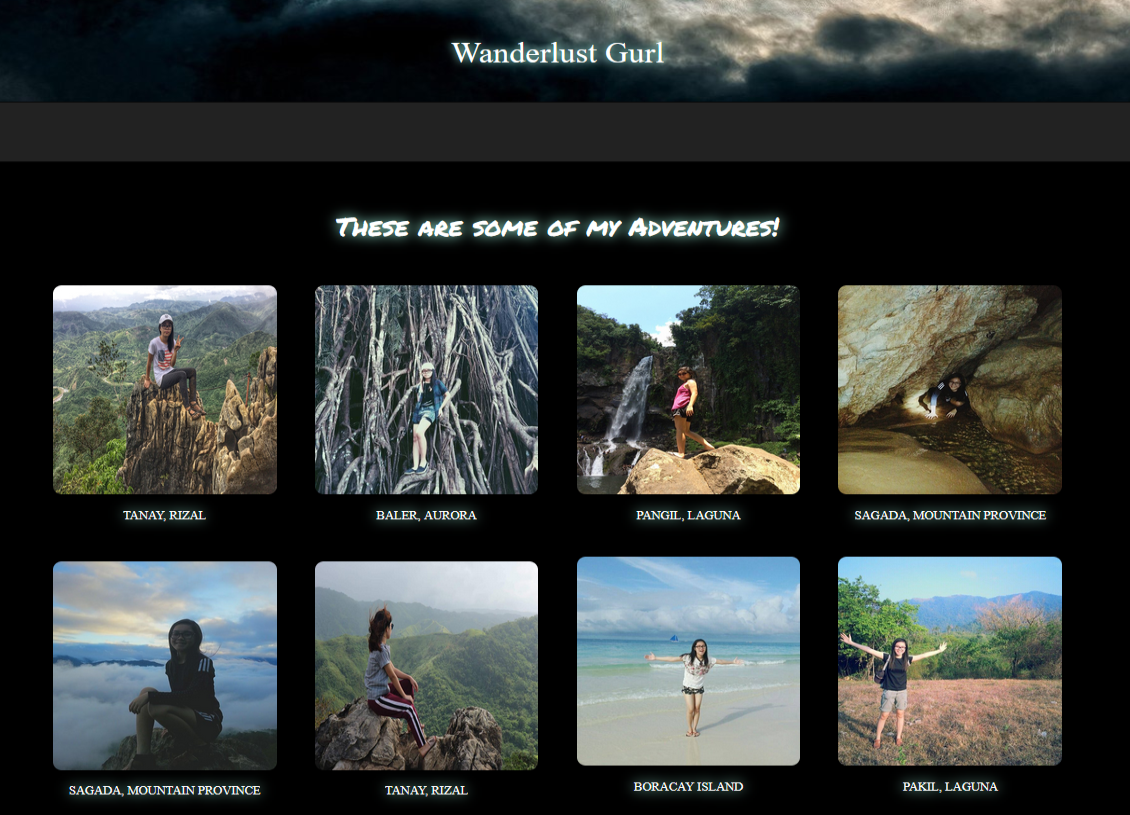 Wanderlust Gurl
These are some of my Adventures!
TANAY, RIZAL
BALER, AURORA
PANGIL, LAGUNA
SAGADA, MOUNTAIN PROVINCE
SAGADA, MOUNTAIN PROVINCE
TANAY, RIZAL
BORACAY ISLAND
PAKIL, LAGUNA